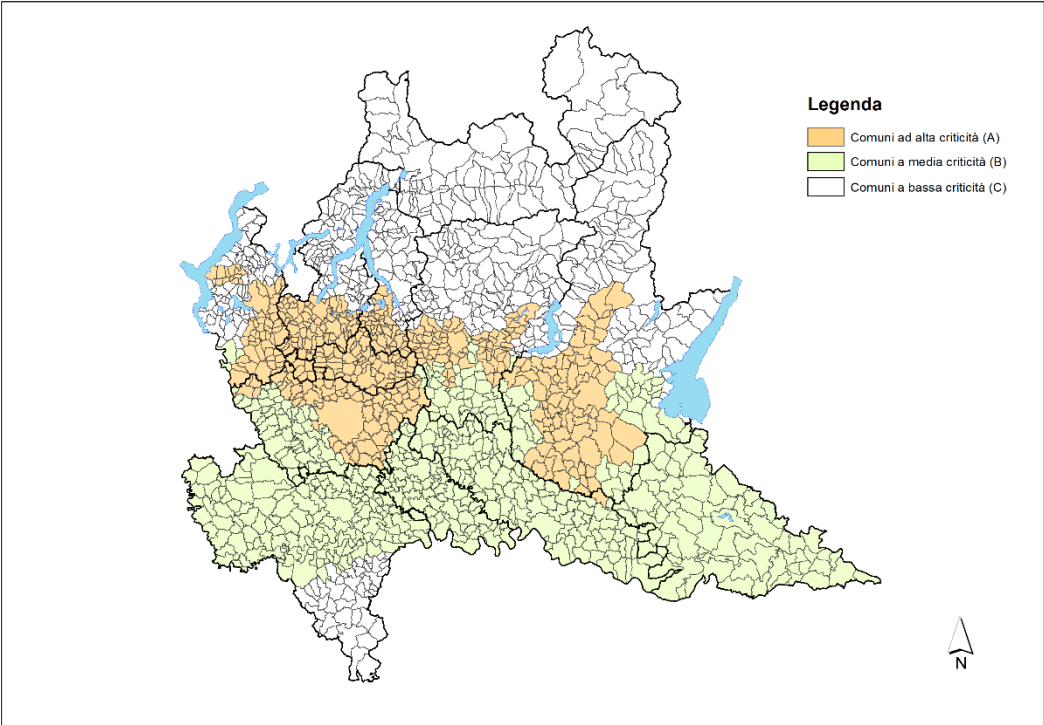 Legenda
Comuni ad alta criticità (A)
Comuni a media criticità (B)
Comuni a bassa criticità (C)
N